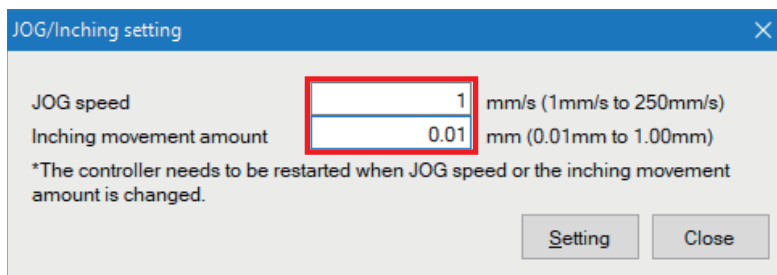 JOG/Inching setting
JOG speed 1 mm/s (1mm/s to 250mm/s)
Inching movement amount 0.01 mm (0.01mm to 1.00mm)
*The controller needs to be restarted when JOG speed or the inching movement
amount is changed.
Setting Close